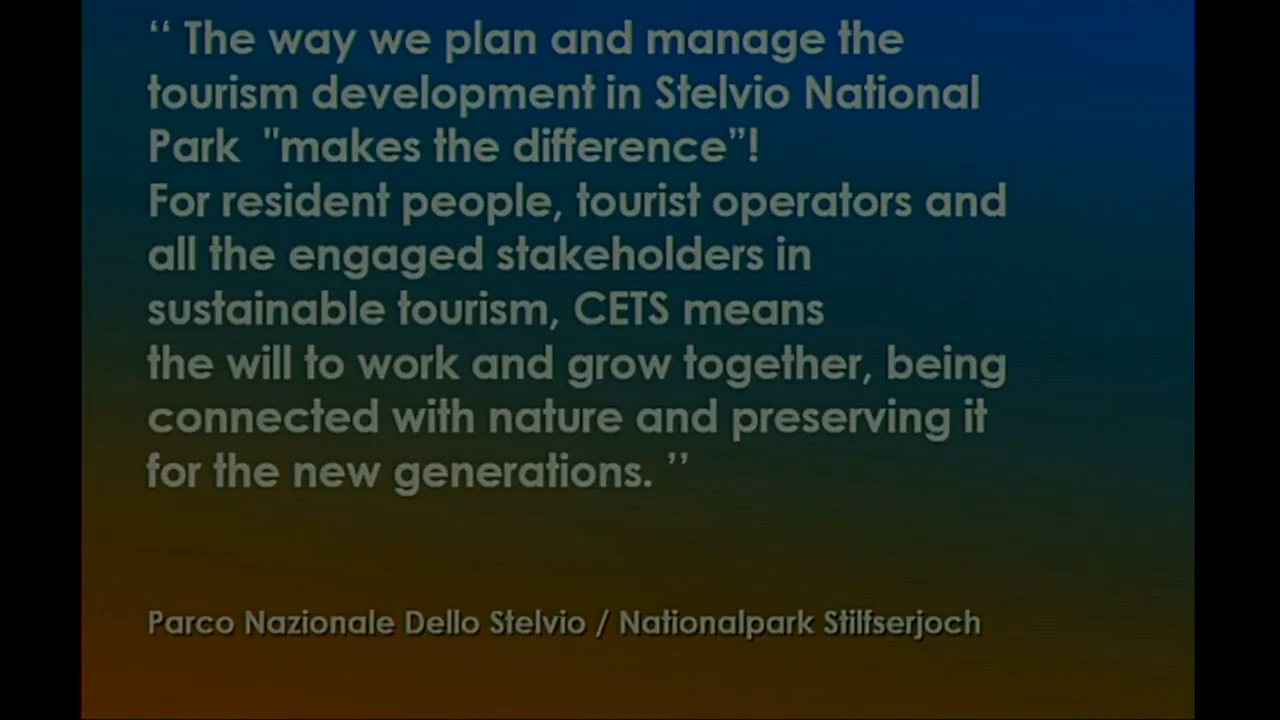 “ The way we plan and manage the
tourism development in Stelvio National
Park "makes the difference”!
For resident people, tourist operators and
all the engaged stakeholders in
sustainable tourism, CETS means
the will to work and grow together, being
connected with nature and preserving it
for the new generations. ”
Parco Nazionale Dello Stelvio / Nationalpark Stilfserjoch